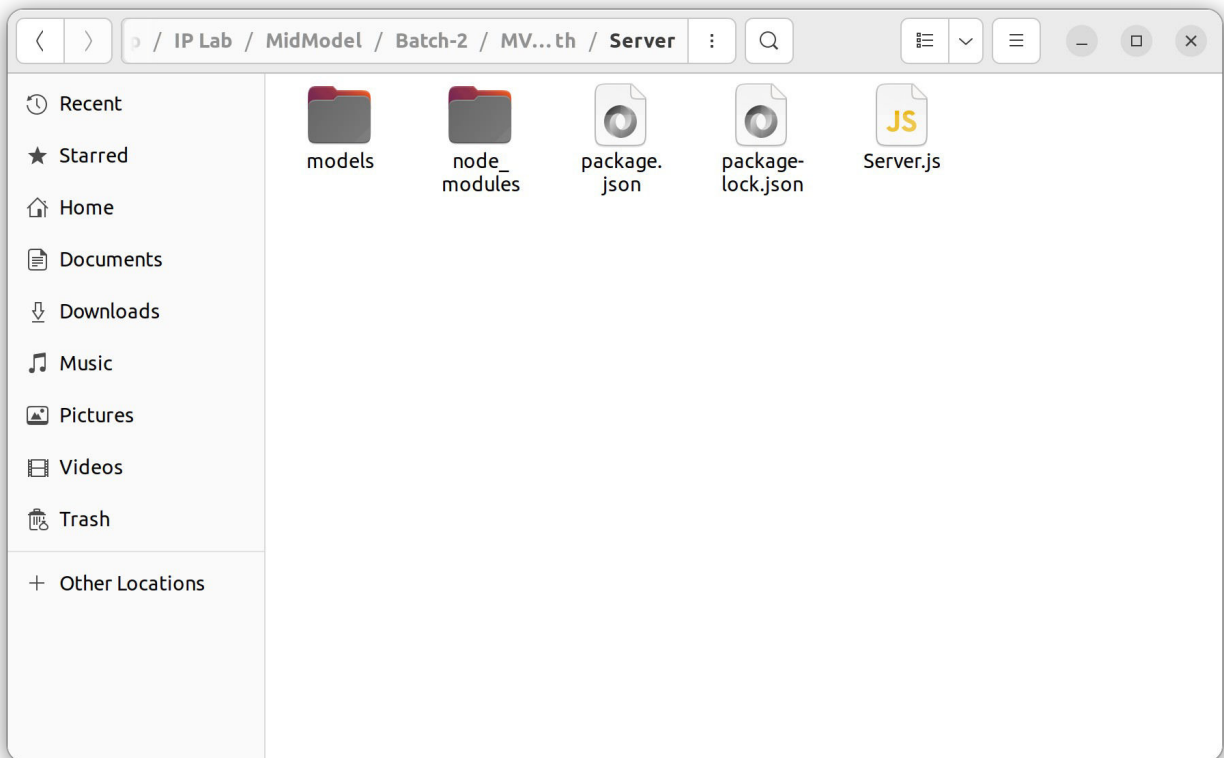 / IP Lab / MidModel / Batch-2 / MV...th / Server
Recent
Starred
Home
Documents
Downloads
Music
Pictures
Videos
Trash
Other Locations
models
node_
modules
package.
json
package-
lock.json
JS
Server.js